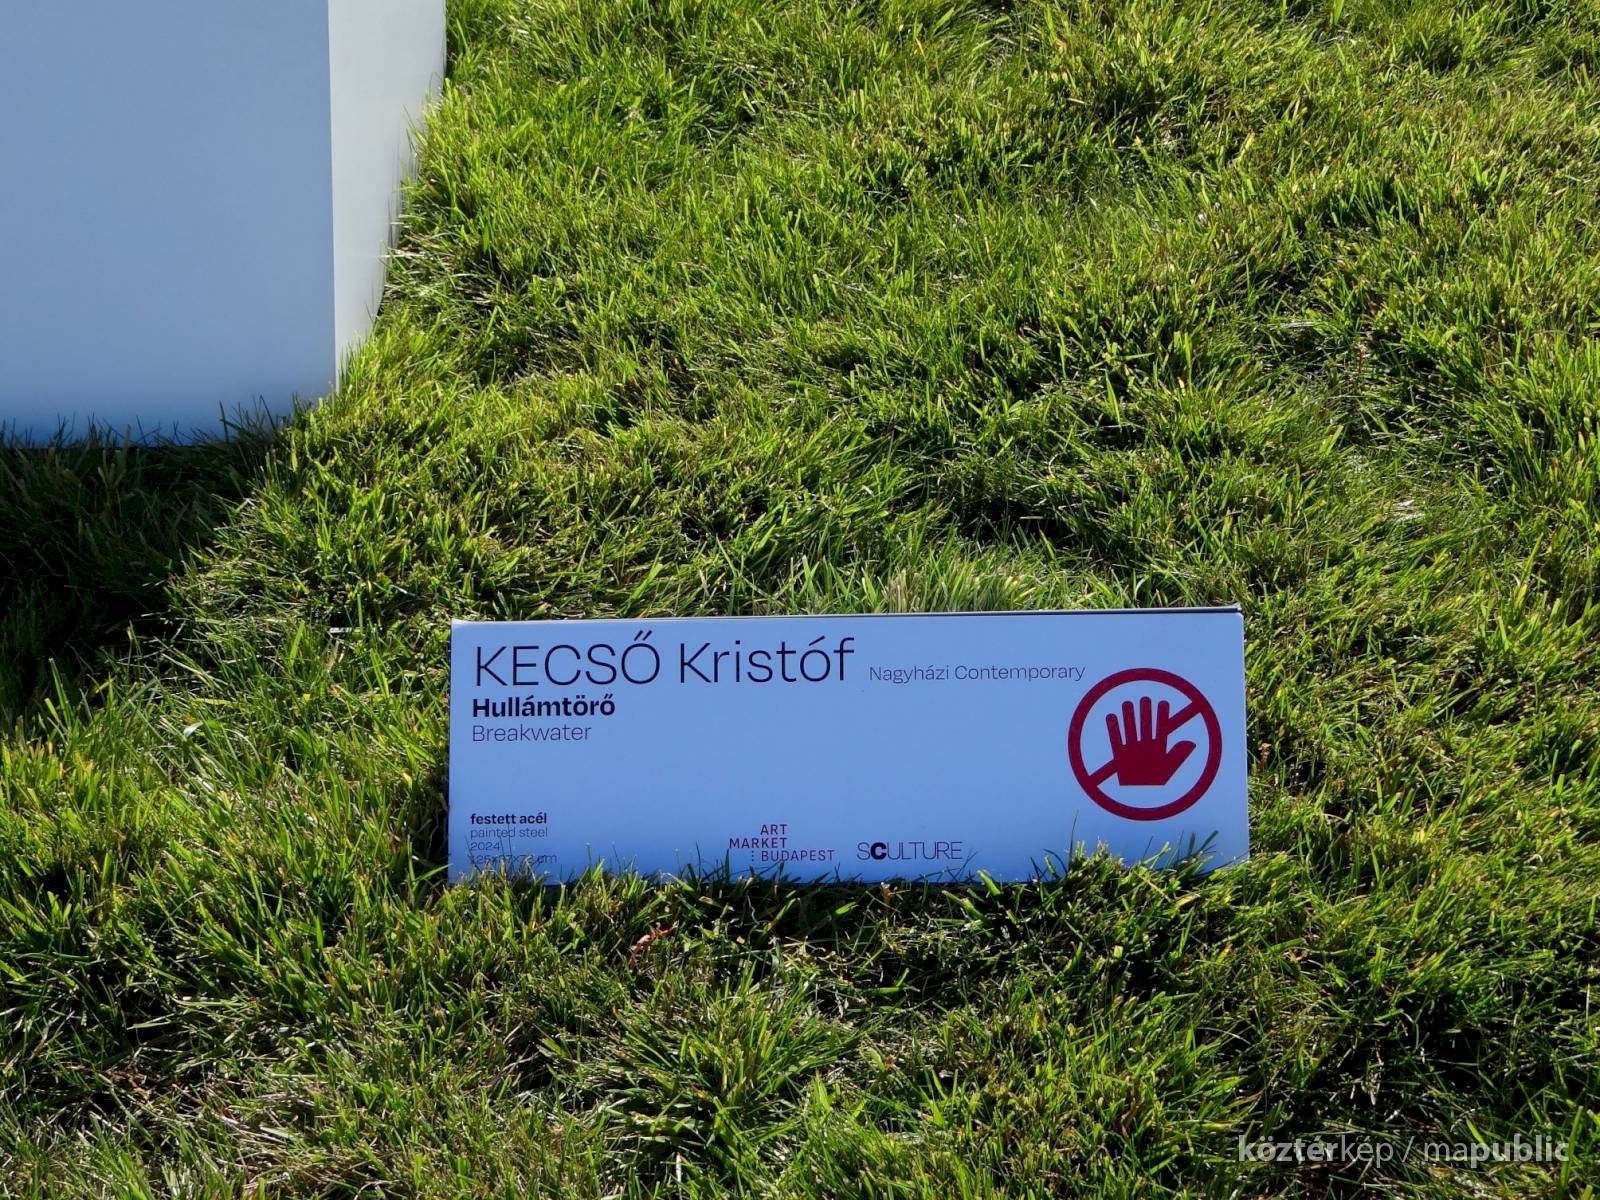 KECSŐ Kristóf Nagyházi Contemporary
Hullámtörő
Breakwater
festett acél
painted steel
2024
ART
MARKET
BUDAPEST
SCULTURE
köztérkép / mapublic